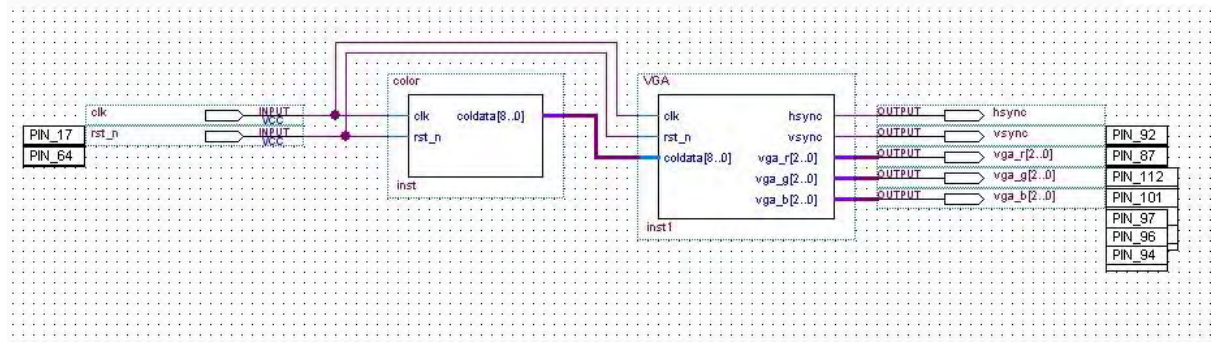 color
VGA
clk
INPUT
VCC
clk
coldata[8..0]
clk
hsync
OUTPUT
hsync
PIN_17
rst_n
INPUT
VCC
rst_n
rst_n
vsync
OUTPUT
vsync
PIN_92
PIN_64
coldata[8..0]
vga_r[2..0]
OUTPUT
vga_r[2..0]
PIN_87
inst
vga_g[2..0]
OUTPUT
vga_g[2..0]
PIN_112
vga_b[2..0]
OUTPUT
vga_b[2..0]
PIN_101
inst1
PIN_97
PIN_96
PIN_94